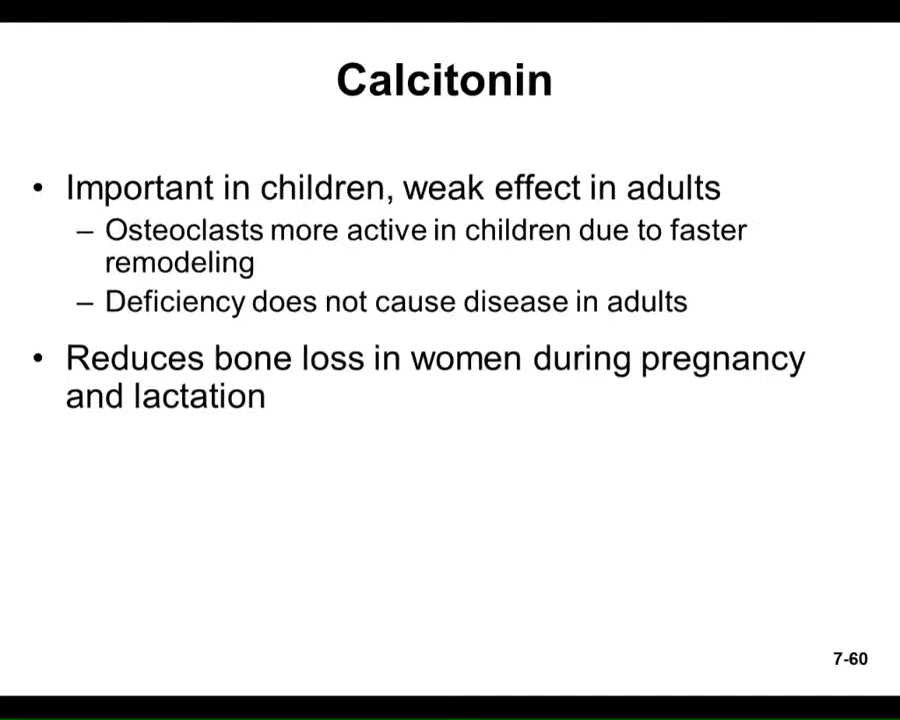 Calcitonin
• Important in children, weak effect in adults
– Osteoclasts more active in children due to faster
remodeling
– Deficiency does not cause disease in adults
• Reduces bone loss in women during pregnancy
and lactation
7-60